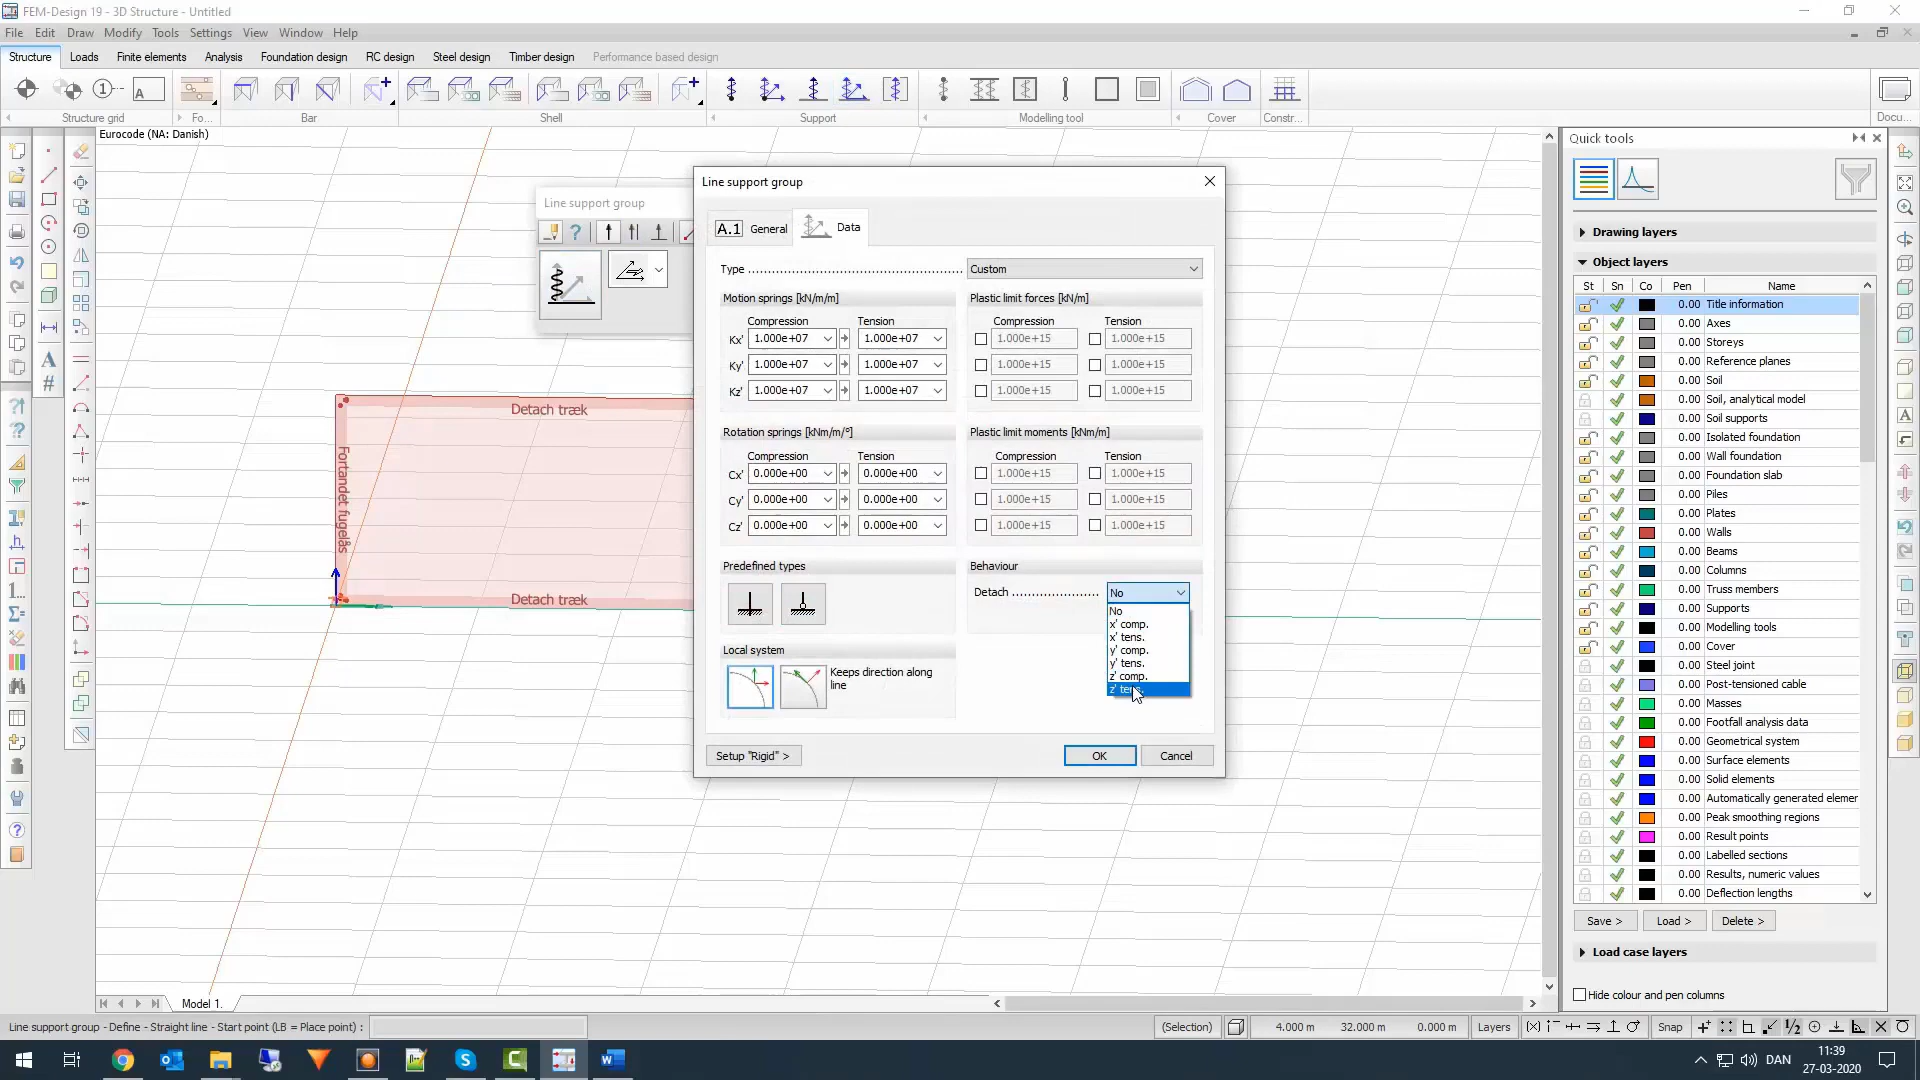 FEM-Design 19 - 3D Structure - Untitled
File Edit Draw Modify Tools Settings View Window Help
Structure Loads Finite elements Analysis Foundation design RC design Steel design Timber design Performance based design
Structure grid Fo... Bar Shell Support Modelling tool Cover Constr... Docu...
Eurocode (NA: Danish)
Quick tools
Drawing layers
Object layers
St Sn Co Pen Name
0.00 Title information
0.00 Axes
0.00 Storeys
0.00 Reference planes
0.00 Soil
0.00 Soil, analytical model
0.00 Soil supports
0.00 Isolated foundation
0.00 Wall foundation
0.00 Foundation slab
0.00 Piles
0.00 Plates
0.00 Walls
0.00 Beams
0.00 Columns
0.00 Truss members
0.00 Supports
0.00 Modelling tools
0.00 Cover
0.00 Steel joint
0.00 Post-tensioned cable
0.00 Masses
0.00 Footfall analysis data
0.00 Geometrical system
0.00 Surface elements
0.00 Solid elements
0.00 Automatically generated elemer
0.00 Peak smoothing regions
0.00 Result points
0.00 Labelled sections
0.00 Results, numeric values
0.00 Deflection lengths
Save > Load > Delete >
Load case layers
Hide colour and pen columns
Line support group
Line support group
A.1 General Data
Type Custom
Motion springs [kN/m/m] Plastic limit forces [kN/m]
Compression Tension Compression Tension
Kx' 1.000e+07 1.000e+07 1.000e+15 1.000e+15
Ky' 1.000e+07 1.000e+07 1.000e+15 1.000e+15
Kz' 1.000e+07 1.000e+07 1.000e+15 1.000e+15
Rotation springs [kNm/m/°] Plastic limit moments [kNm/m]
Compression Tension Compression Tension
Cx' 0.000e+00 0.000e+00 1.000e+15 1.000e+15
Cy' 0.000e+00 0.000e+00 1.000e+15 1.000e+15
Cz' 0.000e+00 0.000e+00 1.000e+15 1.000e+15
Predefined types Behaviour
Detach No
No
x' comp.
x' tens.
y' comp.
y' tens.
z' comp.
z'
Local system
Keeps direction along
line
Setup "Rigid" > OK Cancel
Detach træk
Fortandet fugelås
Detach træk
Model 1.
Line support group - Define - Straight line - Start point (LB = Place point) :
(Selection) 4.000 m 32.000 m 0.000 m Layers Snap
DAN
11:39
27-03-2020